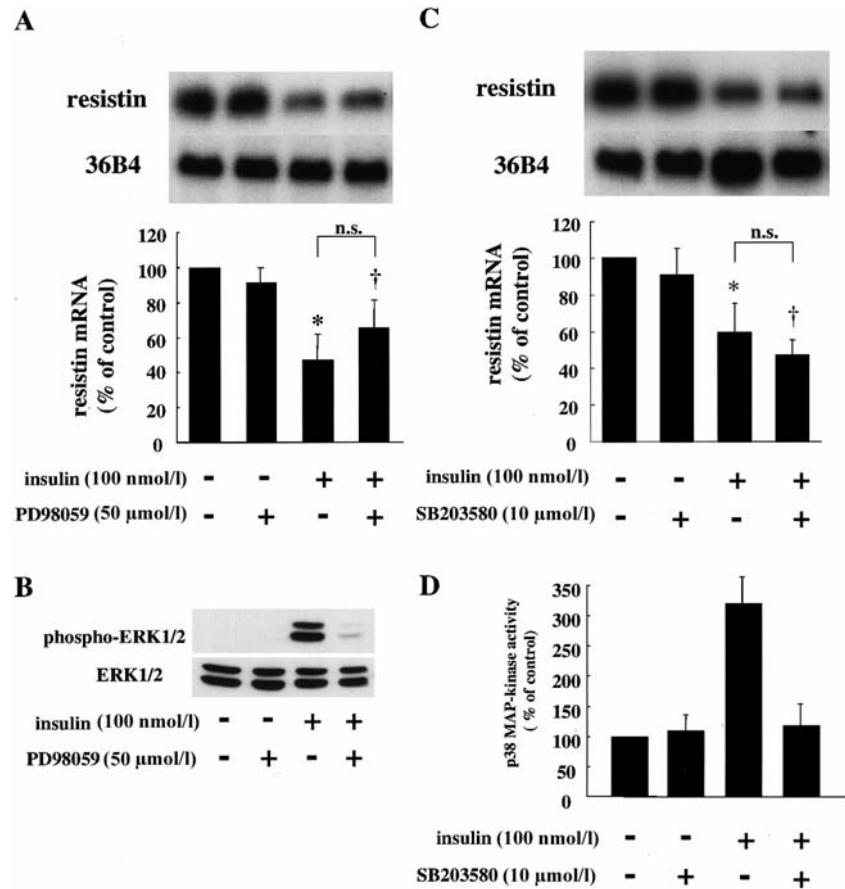 A
resistin
36B4
120
100
80
60
40
20
0
resistin mRNA
(% of control)
n.s.
*
†
insulin (100 nmol/l) - - + +
PD98059 (50 μmol/l) - + - +
B
phospho-ERK1/2
ERK1/2
insulin (100 nmol/l) - - + +
PD98059 (50 μmol/l) - + - +
C
resistin
36B4
120
100
80
60
40
20
0
resistin mRNA
(% of control)
n.s.
*
†
insulin (100 nmol/l) - - + +
SB203580 (10 μmol/l) - + - +
D
350
300
250
200
150
100
50
0
p38 MAP-kinase activity
( % of control)
insulin (100 nmol/l) - - + +
SB203580 (10 μmol/l) - + - +